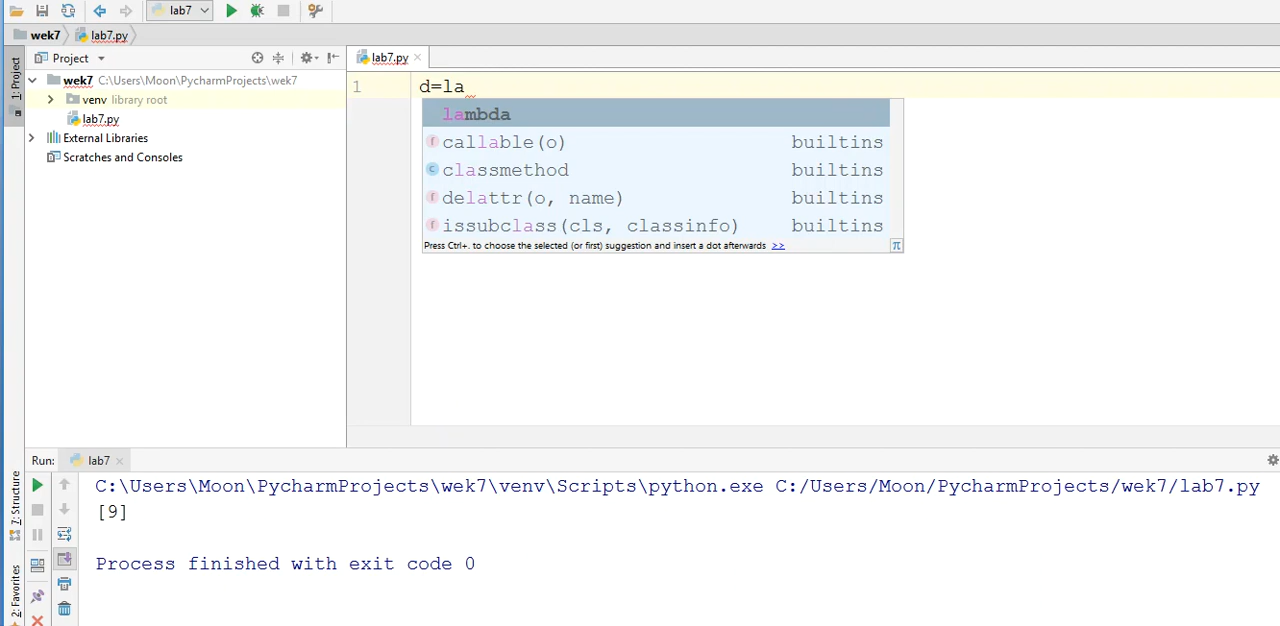 lab7
wek7 lab7.py
1: Project
Project
lab7.py
wek7 C:\Users\Moon\PycharmProjects\wek7
venv library root
lab7.py
External Libraries
Scratches and Consoles
1 d=la
lambda
callable(o) builtins
classmethod builtins
delattr(o, name) builtins
issubclass(cls, classinfo) builtins
Press Ctrl+. to choose the selected (or first) suggestion and insert a dot afterwards >> π
Run: lab7
C:\Users\Moon\PycharmProjects\wek7\venv\Scripts\python.exe C:/Users/Moon/PycharmProjects/wek7/lab7.py
[9]
Process finished with exit code 0
Z: Structure
2: Favorites